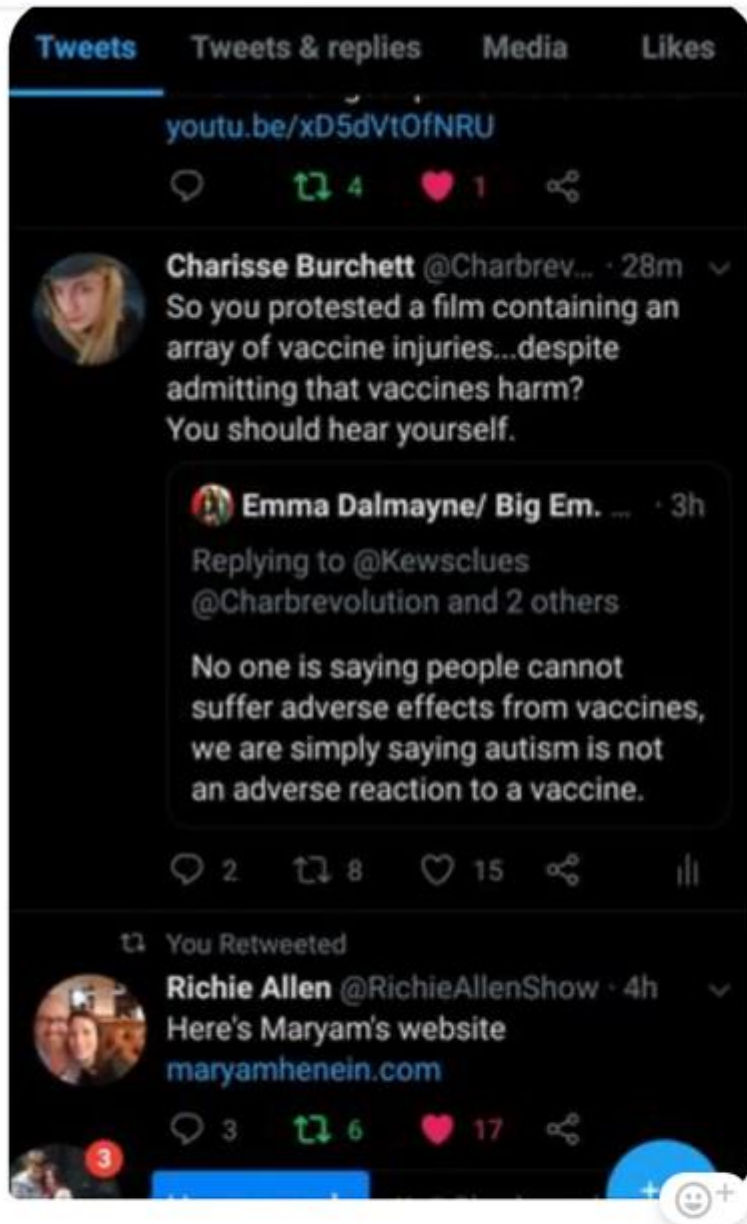 Tweets Tweets & replies Media Likes
youtu.be/xD5dVtOfNRU
4 1
Charisse Burchett @Charbrev... · 28m
So you protested a film containing an
array of vaccine injuries...despite
admitting that vaccines harm?
You should hear yourself.
Emma Dalmayne/ Big Em. ... · 3h
Replying to @Kewsclues
@Charbrevolution and 2 others
No one is saying people cannot
suffer adverse effects from vaccines,
we are simply saying autism is not
an adverse reaction to a vaccine.
2 8 15
You Retweeted
Richie Allen @RichieAllenShow · 4h
Here's Maryam's website
maryamhenein.com
3 6 17
3